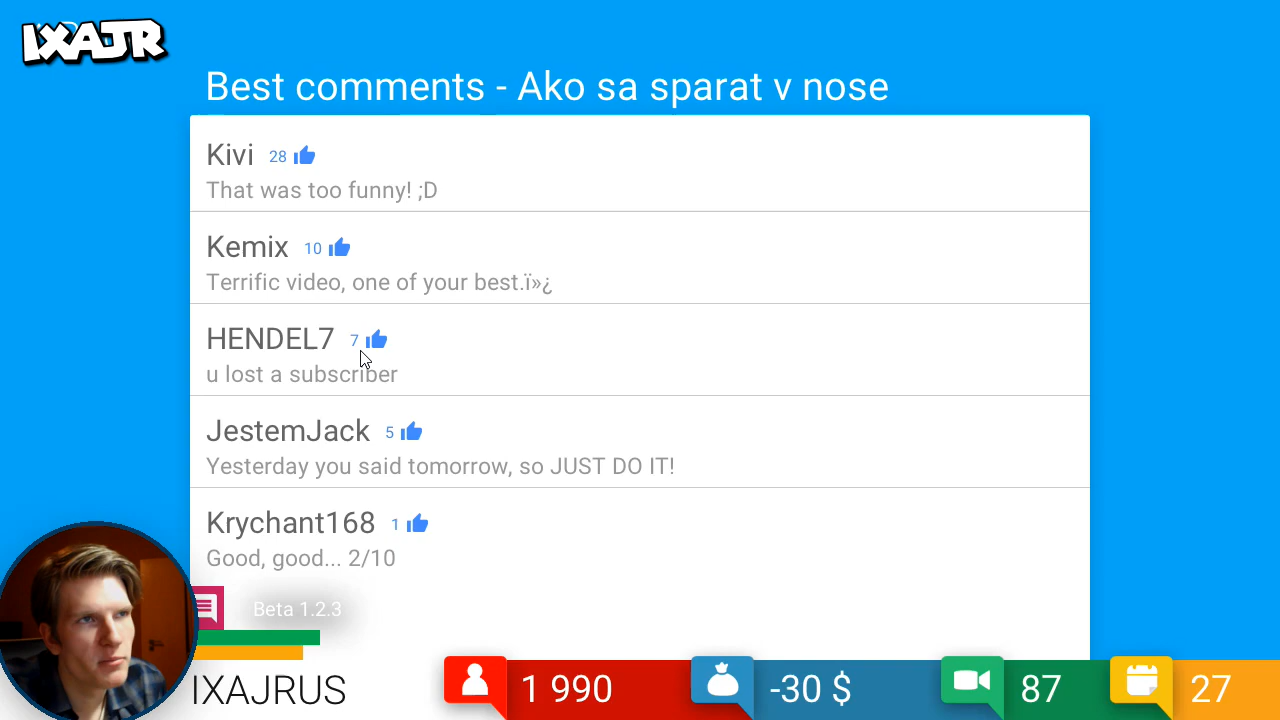 IXAJR
Best comments - Ako sa sparat v nose
Kivi 28
That was too funny! ;D
Kemix 10
Terrific video, one of your best.ï»¿
HENDEL7 7
u lost a subscriber
JestemJack 5
Yesterday you said tomorrow, so JUST DO IT!
Krychant168 1
Good, good... 2/10
Beta 1.2.3
IXAJRUS
1 990
-30 $
87
27